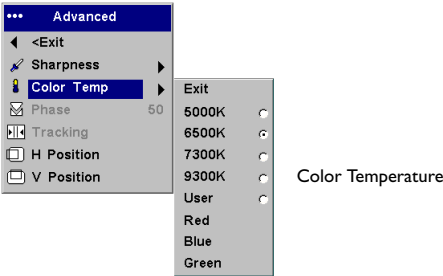 Advanced
<Exit
Sharpness
Color Temp
Phase 50
Tracking
H Position
V Position
Exit
5000K
6500K
7300K
9300K
User
Red
Blue
Green
Color Temperature